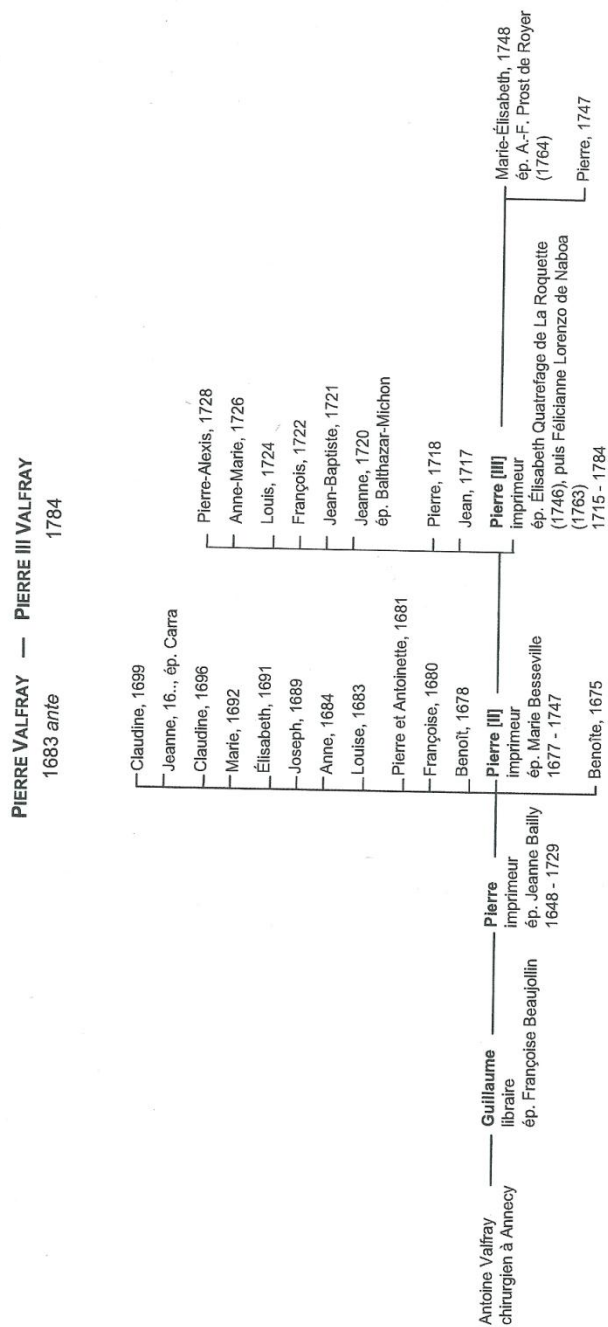 PIERRE VALFRAY — PIERRE III VALFRAY
1683 ante 1784
Antoine Valfray
chirurgien à Annecy
Guillaume
libraire
ép. Françoise Beaujollin
Pierre
imprimeur
ép. Jeanne Bailly
1648 - 1729
Claudine, 1699
Jeanne, 16.., ép. Carra
Claudine, 1696
Marie, 1692
Élisabeth, 1691
Joseph, 1689
Anne, 1684
Louise, 1683
Pierre et Antoinette, 1681
Françoise, 1680
Benoît, 1678
Pierre [II]
imprimeur
ép. Marie Besseville
1677 - 1747
Benoîte, 1675
Pierre-Alexis, 1728
Anne-Marie, 1726
Louis, 1724
François, 1722
Jean-Baptiste, 1721
Jeanne, 1720
ép. Balthazar-Michon
Pierre, 1718
Jean, 1717
Pierre [III]
imprimeur
ép. Élisabeth Quatrefage de La Roquette
(1746), puis Félicianne Lorenzo de Naboa
(1763)
1715 - 1784
Marie-Élisabeth, 1748
ép. A.-F. Prost de Royer
(1764)
Pierre, 1747